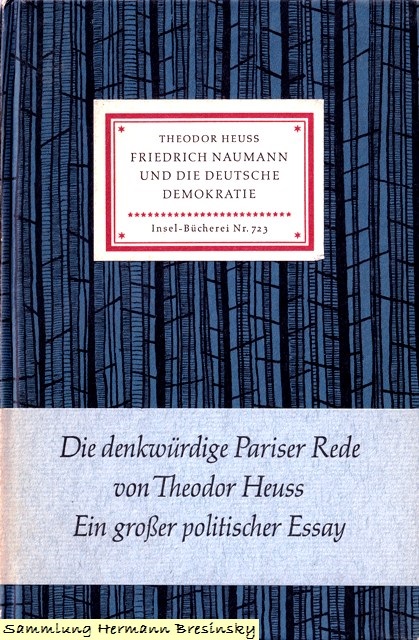 THEODOR HEUSS
FRIEDRICH NAUMANN
UND DIE DEUTSCHE
DEMOKRATIE
Insel-Bücherei Nr. 723
Die denkwürdige Pariser Rede
von Theodor Heuss
Ein großer politischer Essay
Sammlung Hermann Bresinsky